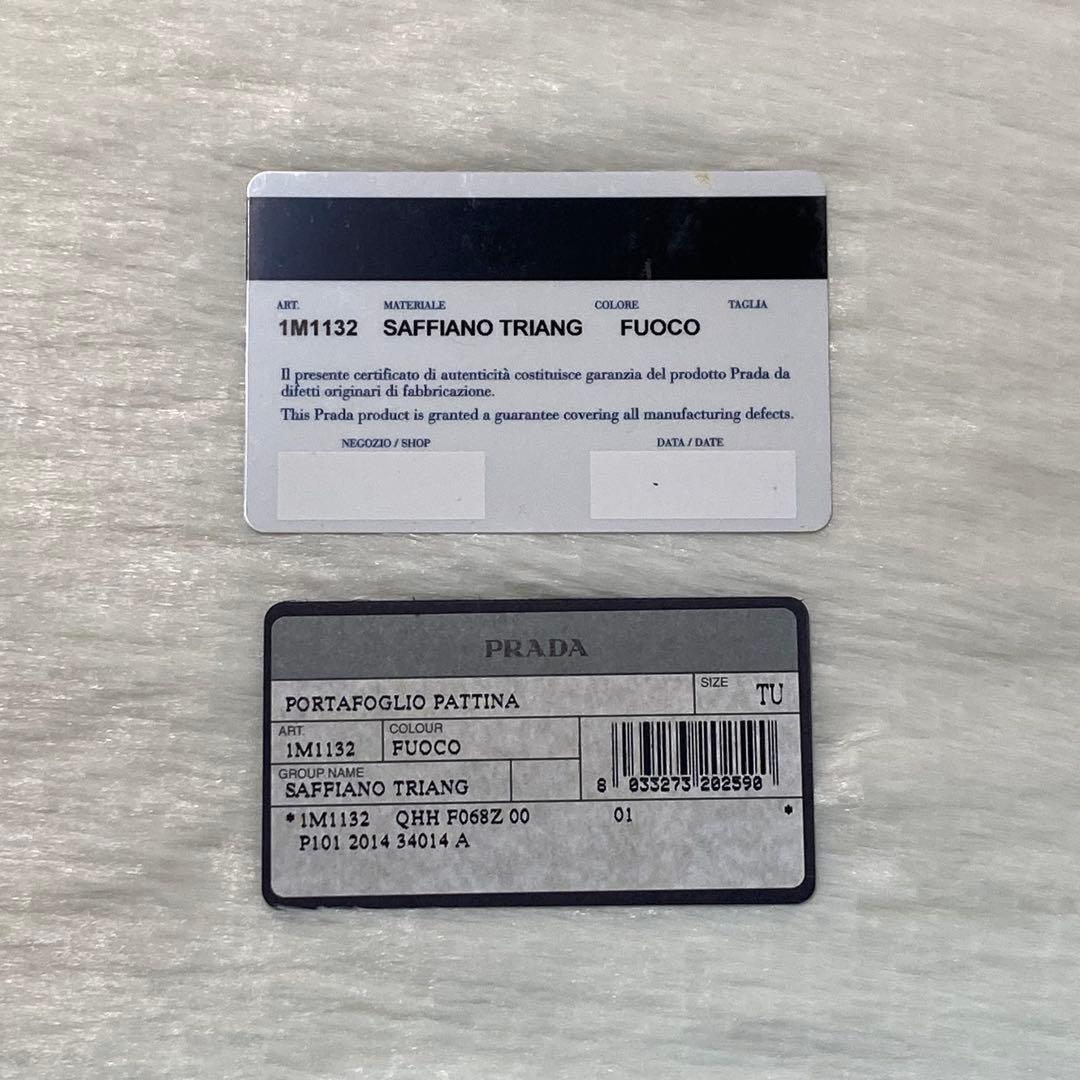 ART. MATERIALE COLORE TAGLIA
1M1132 SAFFIANO TRIANG FUOCO
Il presente certificato di autenticità costituisce garanzia del prodotto Prada da
difetti originari di fabbricazione.
This Prada product is granted a guarantee covering all manufacturing defects.
NEGOZIO / SHOP DATA / DATE
PRADA
PORTAFOGLIO PATTINA SIZE TU
ART. COLOUR
1M1132 FUOCO
GROUP NAME
SAFFIANO TRIANG
8 033273 202590
*1M1132 QHH F068Z 00 01 *
P101 2014 34014 A